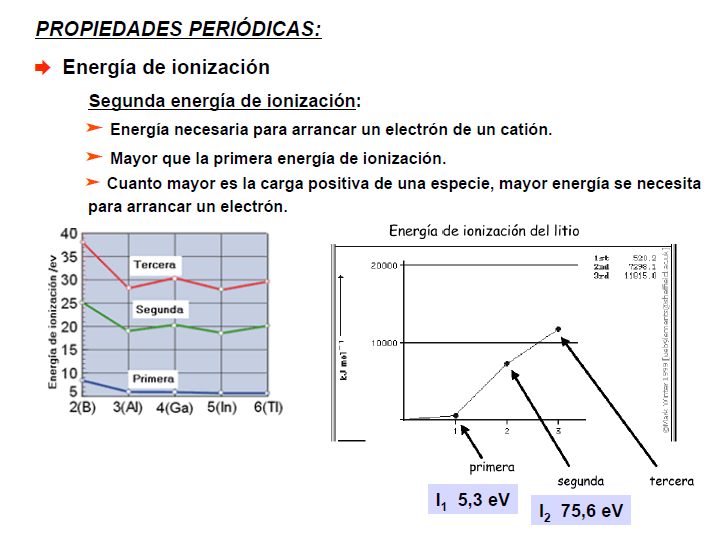 PROPIEDADES PERIÓDICAS:
Energía de ionización
Segunda energía de ionización:
Energía necesaria para arrancar un electrón de un catión.
Mayor que la primera energía de ionización.
Cuanto mayor es la carga positiva de una especie, mayor energía se necesita
para arrancar un electrón.
Energía de ionización /ev
40
35
30
25
20
15
10
5
Tercera
Segunda
Primera
2(B) 3(Al) 4(Ga) 5(In) 6(Tl)
Energía de ionización del litio
1st 520.2
2nd 7298.1
3rd 11815.0
20000
10000
kJ mol⁻¹
1 2 3
©Mark Winter 1999 [webelements@sheffield.ac.uk]
primera
segunda
tercera
I₁ 5,3 eV
I₂ 75,6 eV